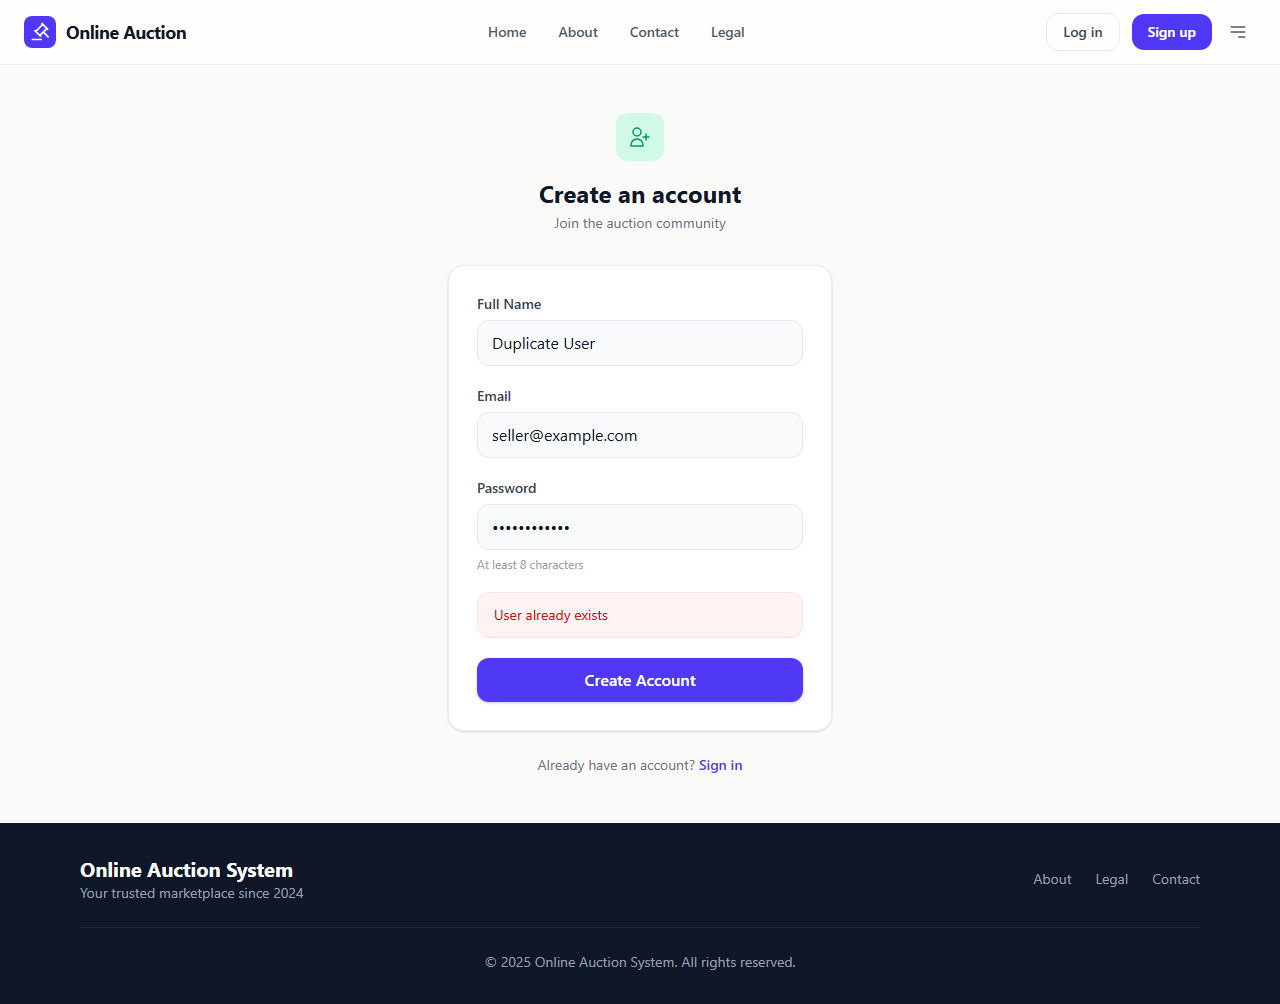 Online Auction
Home About Contact Legal
Log in Sign up
Create an account
Join the auction community
Full Name
Duplicate User
Email
seller@example.com
Password
••••••••••••
At least 8 characters
User already exists
Create Account
Already have an account? Sign in
Online Auction System
Your trusted marketplace since 2024
About Legal Contact
© 2025 Online Auction System. All rights reserved.